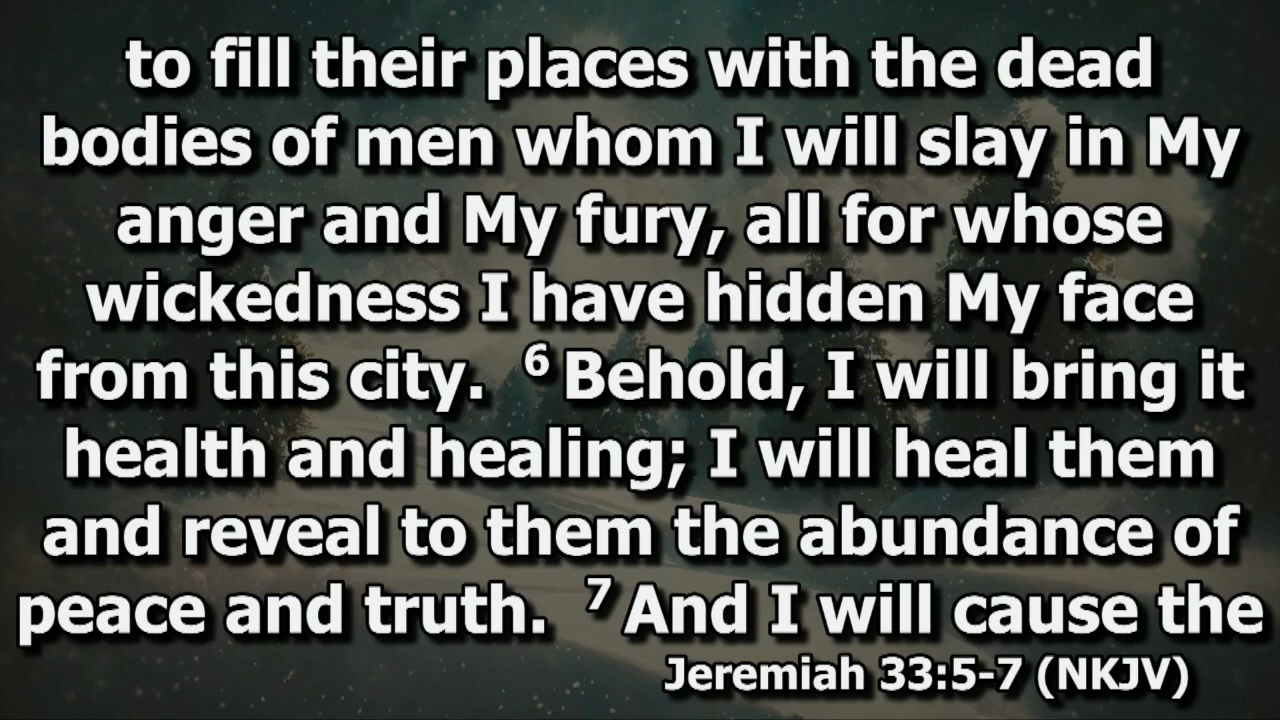 to fill their places with the dead
bodies of men whom I will slay in My
anger and My fury, all for whose
wickedness I have hidden My face
from this city. 6 Behold, I will bring it
health and healing; I will heal them
and reveal to them the abundance of
peace and truth. 7 And I will cause the
Jeremiah 33:5-7 (NKJV)